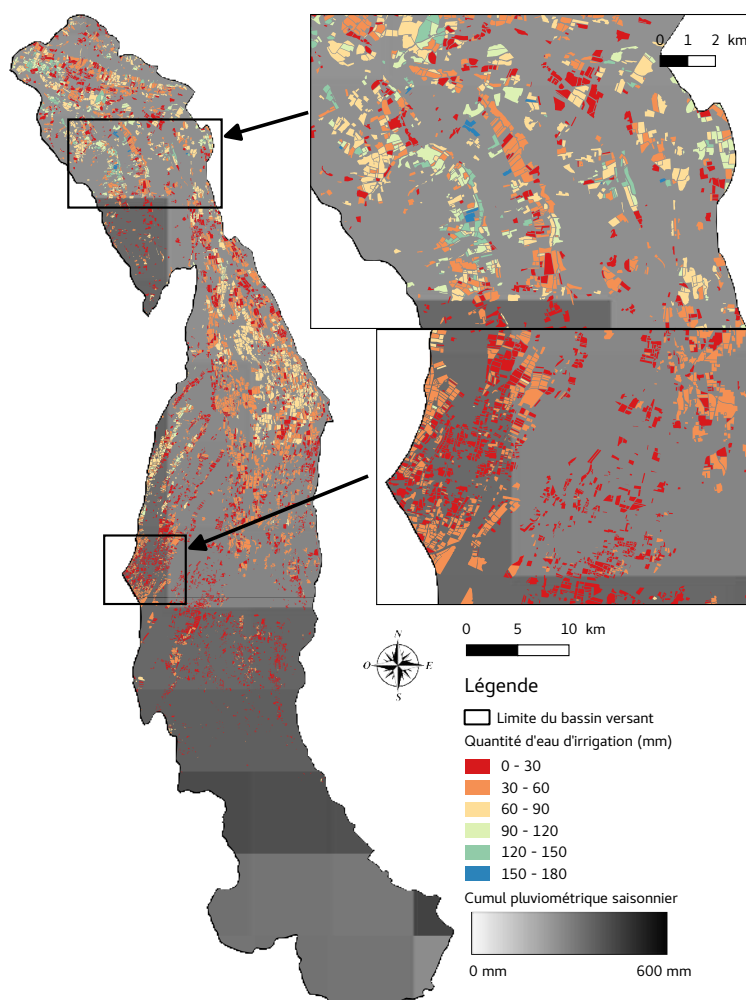 0 1 2 km
N
O E
S
0 5 10 km
Légende
Limite du bassin versant
Quantité d'eau d'irrigation (mm)
0 - 30
30 - 60
60 - 90
90 - 120
120 - 150
150 - 180
Cumul pluviométrique saisonnier
0 mm 600 mm